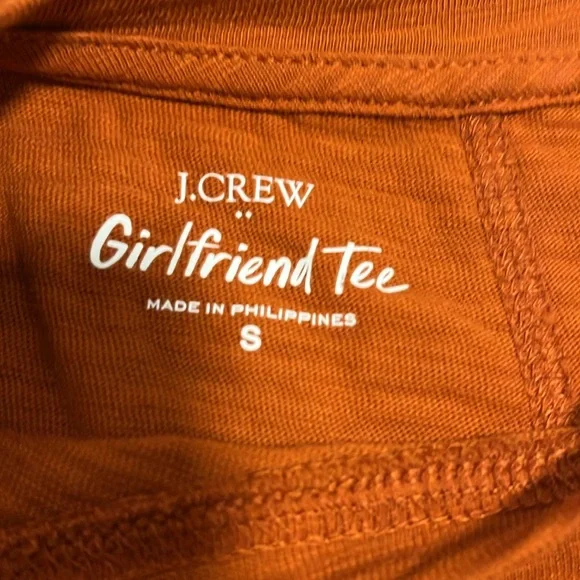 J.CREW
••
Girlfriend Tee
MADE IN PHILIPPINES
S